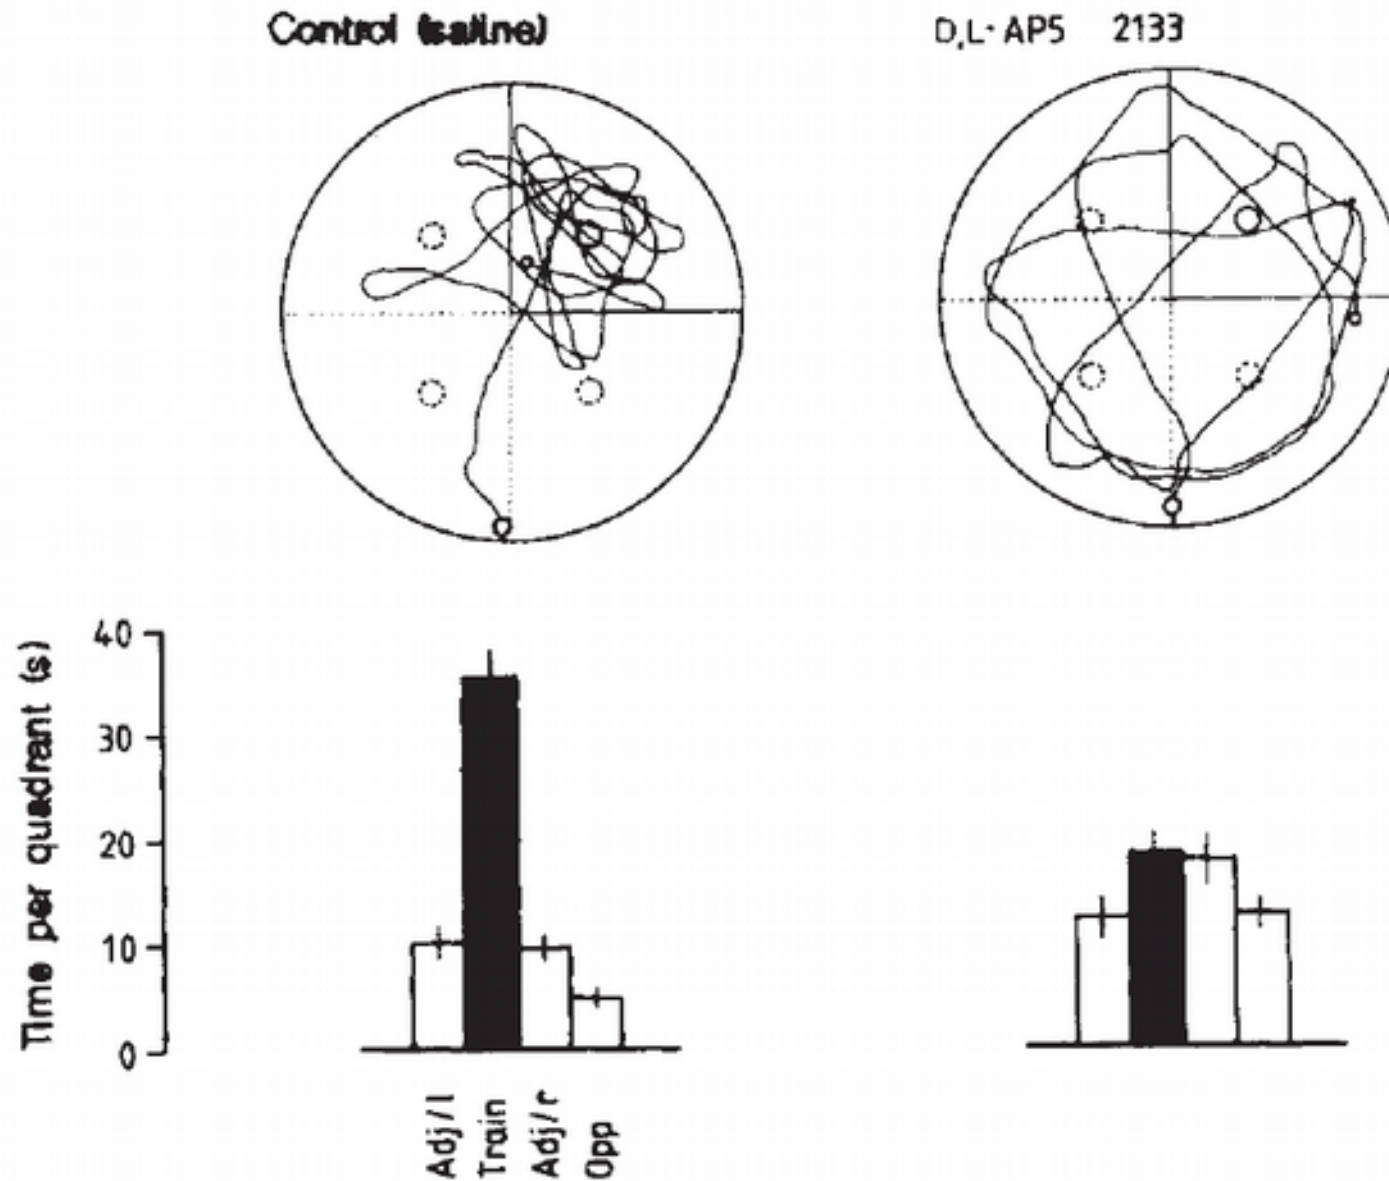 Control (saline)
D,L-AP5 2133
Time per quadrant (s)
40
30
20
10
0
Adj/l
Train
Adj/r
Opp